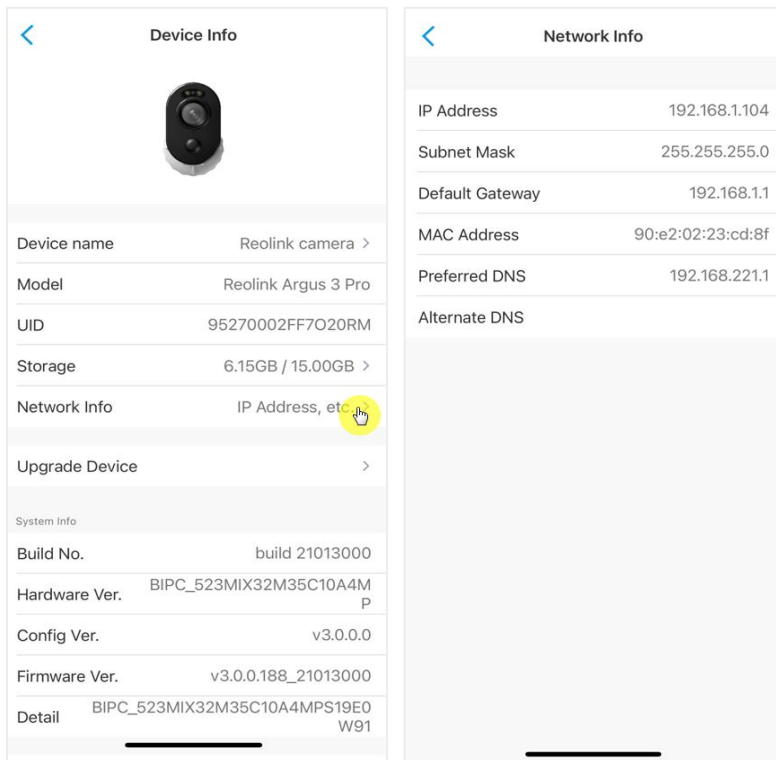 Device Info
Device name Reolink camera
Model Reolink Argus 3 Pro
UID 95270002FF7O20RM
Storage 6.15GB / 15.00GB
Network Info IP Address, etc.
Upgrade Device
System Info
Build No. build 21013000
Hardware Ver. BIPC_523MIX32M35C10A4M
P
Config Ver. v3.0.0.0
Firmware Ver. v3.0.0.188_21013000
Detail BIPC_523MIX32M35C10A4MPS19E0
W91
Network Info
IP Address 192.168.1.104
Subnet Mask 255.255.255.0
Default Gateway 192.168.1.1
MAC Address 90:e2:02:23:cd:8f
Preferred DNS 192.168.221.1
Alternate DNS